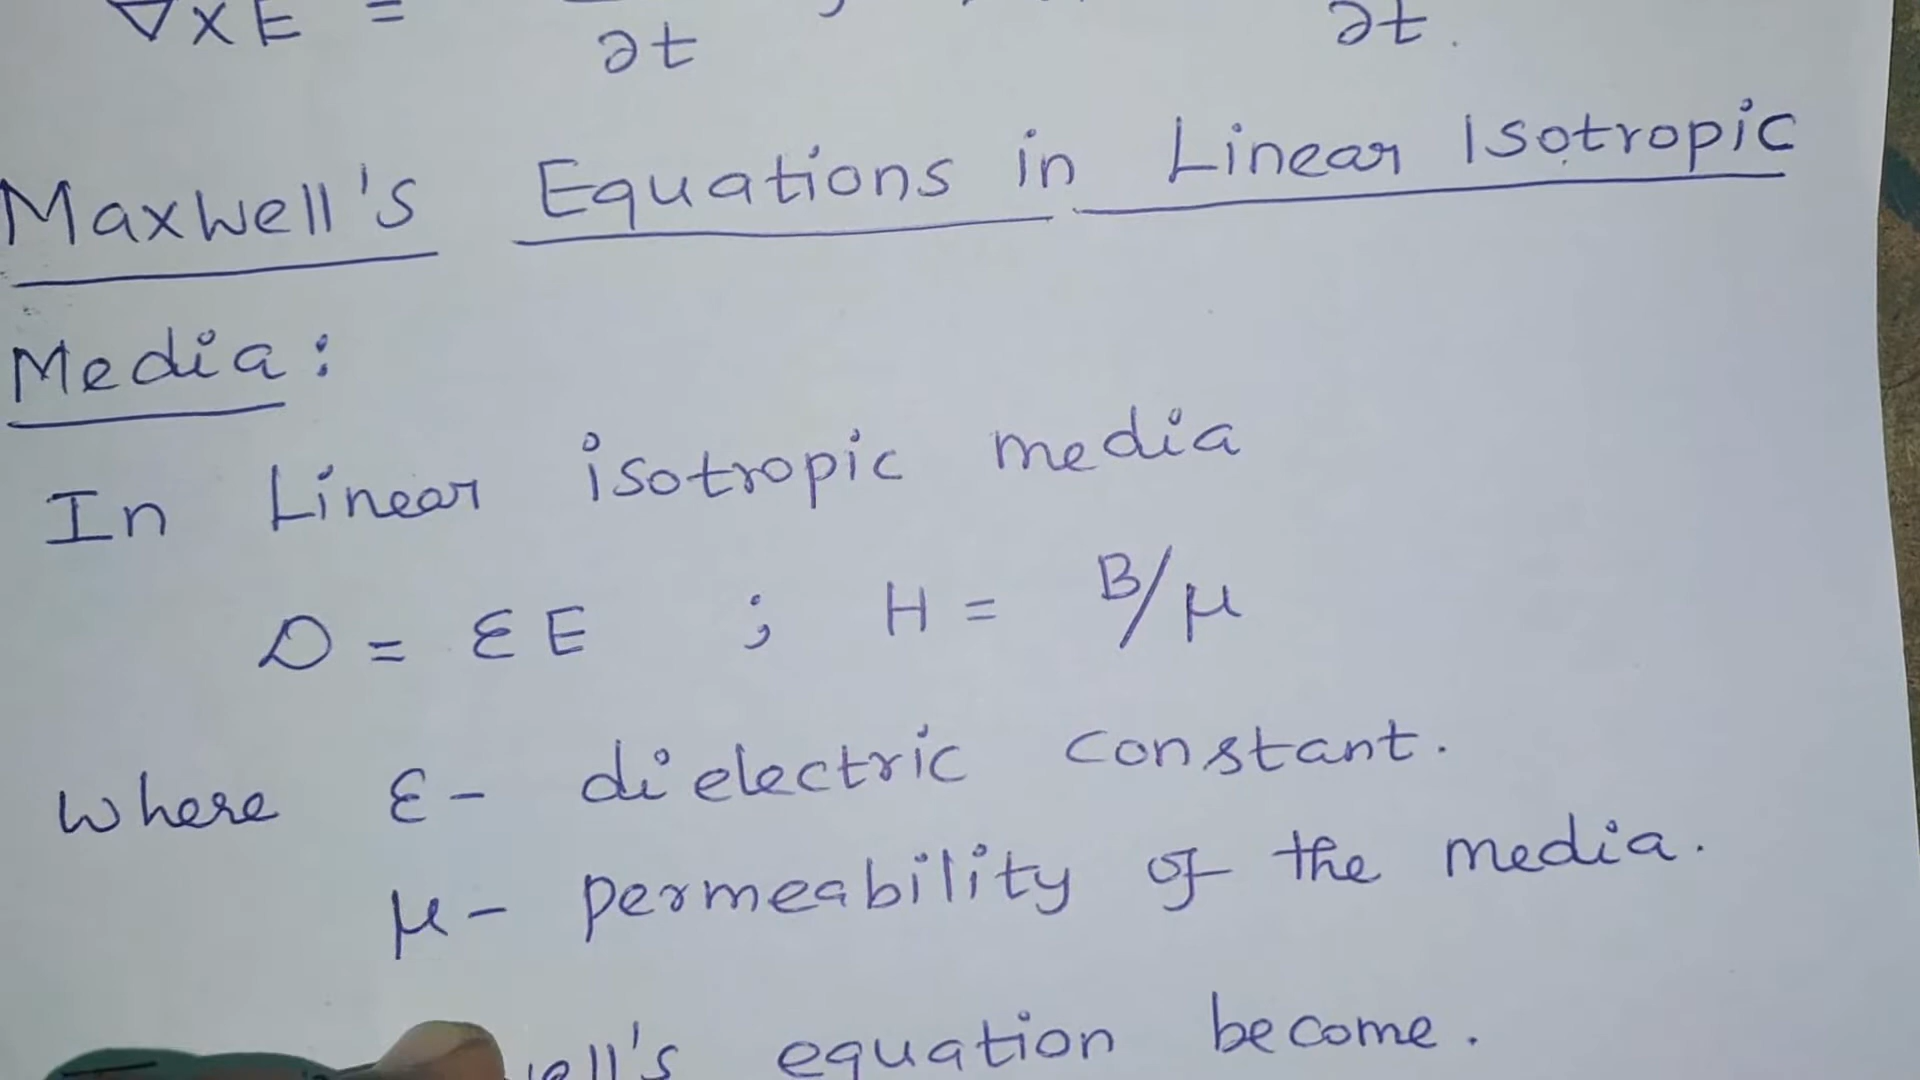 ∇×E = ∂t ∂t.
Maxwell's Equations in Linear Isotropic
Media:
In Linear isotropic media
D = εE ; H = B/μ
Where ε- dielectric constant.
μ- permeability of the media.
equation become.